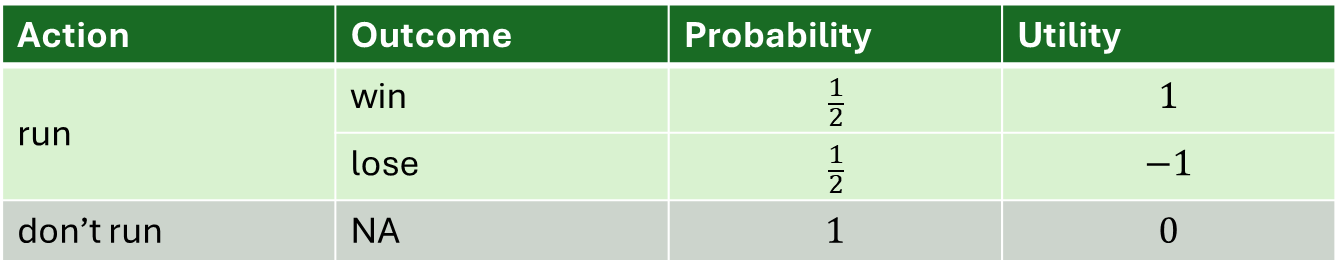 Action Outcome Probability Utility
run win 1/2 1
lose 1/2 −1
don’t run NA 1 0